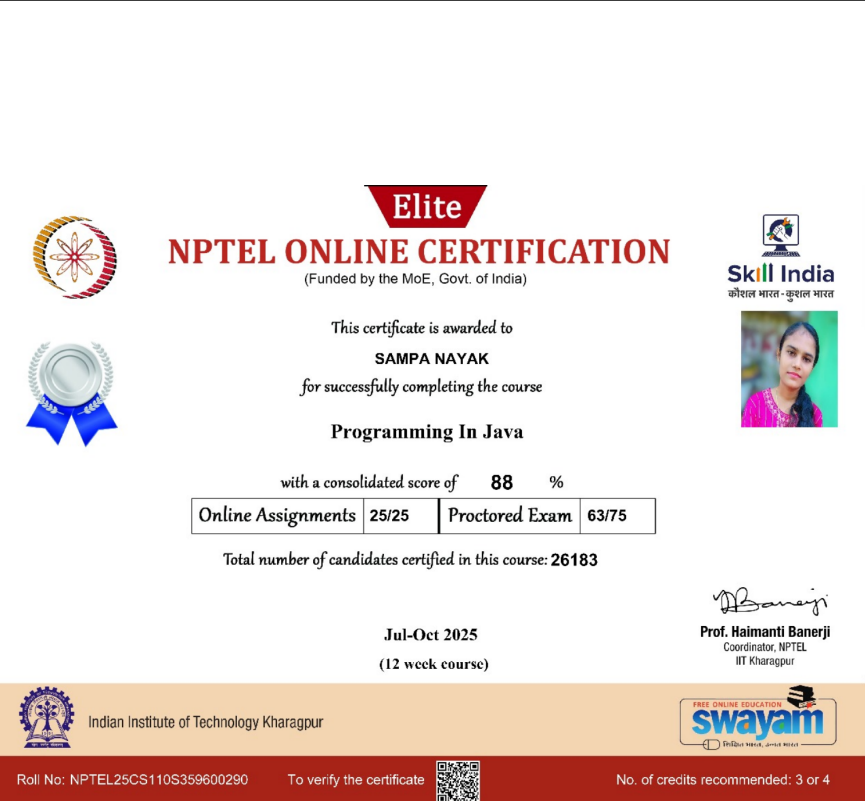 Elite
NPTEL ONLINE CERTIFICATION
(Funded by the MoE, Govt. of India)
Skill India
कौशल भारत - कुशल भारत
This certificate is awarded to
SAMPA NAYAK
for successfully completing the course
Programming In Java
with a consolidated score of 88 %
Online Assignments 25/25 Proctored Exam 63/75
Total number of candidates certified in this course: 26183
Prof. Haimanti Banerji
Coordinator, NPTEL
IIT Kharagpur
Jul-Oct 2025
(12 week course)
Indian Institute of Technology Kharagpur
FREE ONLINE EDUCATION
swayam
शिक्षित भारत, उन्नत भारत
Roll No: NPTEL25CS110S359600290 To verify the certificate No. of credits recommended: 3 or 4